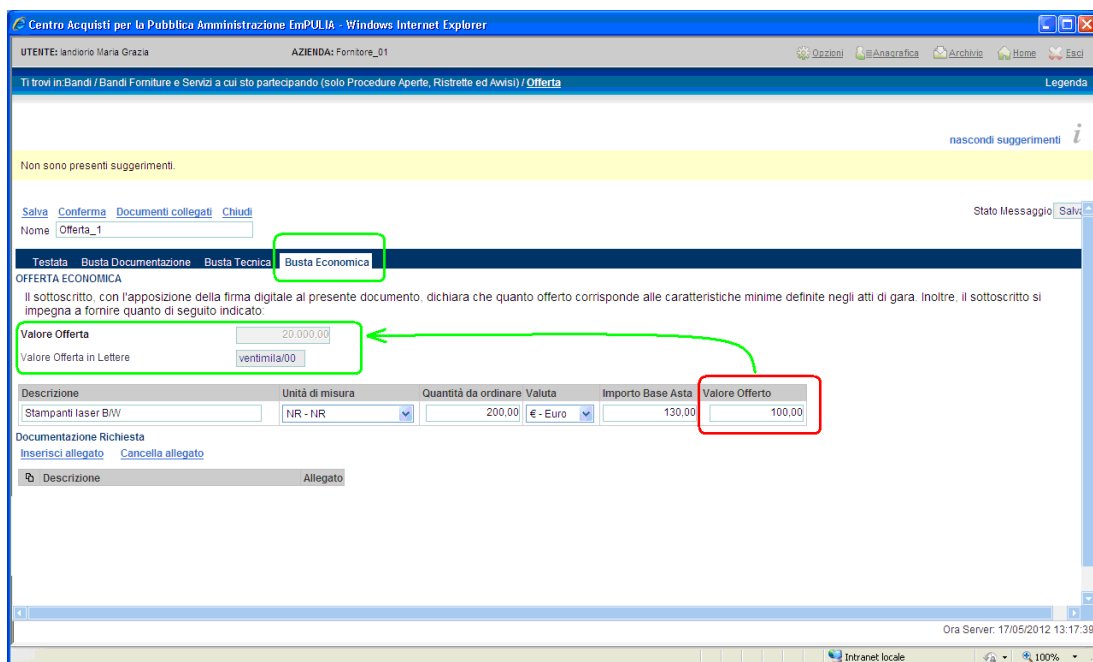 Centro Acquisti per la Pubblica Amministrazione EmPULIA - Windows Internet Explorer
UTENTE: Iandiorio Maria Grazia AZIENDA: Fornitore_01 Opzioni Anagrafica Archivio Home Esci
Ti trovi in:Bandi / Bandi Forniture e Servizi a cui sto partecipando (solo Procedure Aperte, Ristrette ed Avvisi) / Offerta Legenda
nascondi suggerimenti i
Non sono presenti suggerimenti.
Salva Conferma Documenti collegati Chiudi Stato Messaggio Salva
Nome Offerta_1
Testata Busta Documentazione Busta Tecnica Busta Economica
OFFERTA ECONOMICA
Il sottoscritto, con l'apposizione della firma digitale al presente documento, dichiara che quanto offerto corrisponde alle caratteristiche minime definite negli atti di gara. Inoltre, il sottoscritto si
impegna a fornire quanto di seguito indicato:
Valore Offerta 20.000,00
Valore Offerta in Lettere ventimila/00
Descrizione Unità di misura Quantità da ordinare Valuta Importo Base Asta Valore Offerto
Stampanti laser B/W NR - NR 200,00 € - Euro 130,00 100,00
Documentazione Richiesta
Inserisci allegato Cancella allegato
Descrizione Allegato
Ora Server: 17/05/2012 13:17:39
Intranet locale 100%